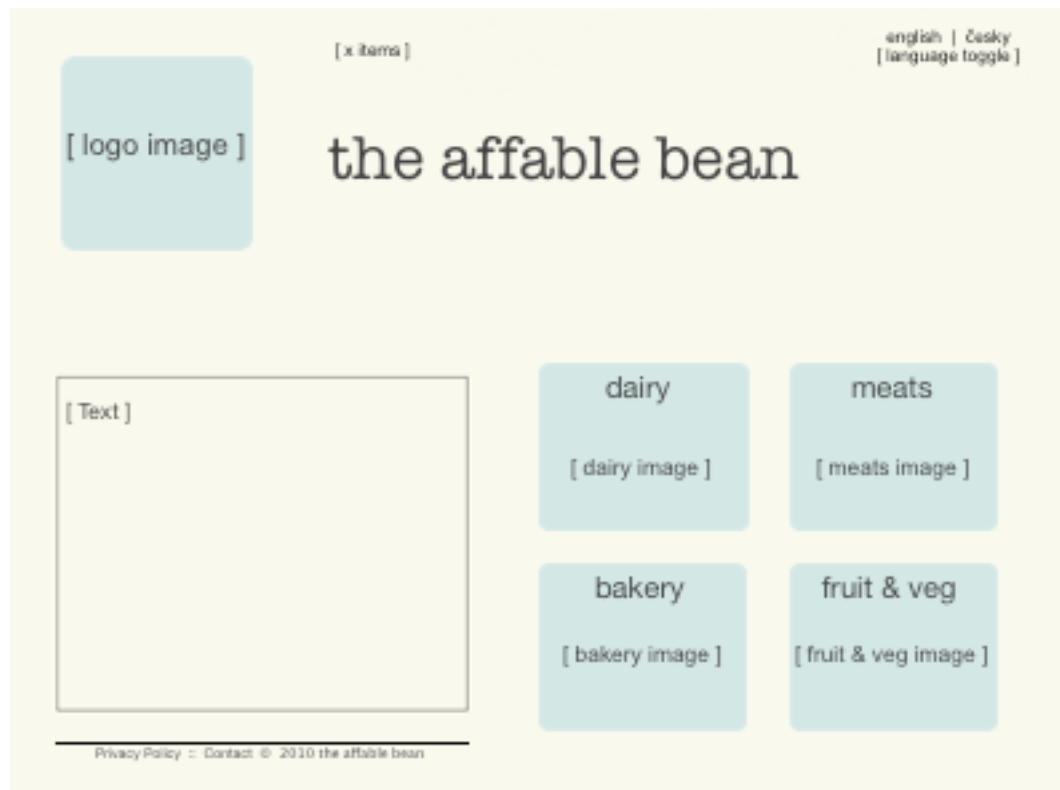 [ x items ]
english | česky
[ language toggle ]
[ logo image ]
the affable bean
[ Text ]
dairy
[ dairy image ]
meats
[ meats image ]
bakery
[ bakery image ]
fruit & veg
[ fruit & veg image ]
Privacy Policy :: Contact © 2010 the affable bean